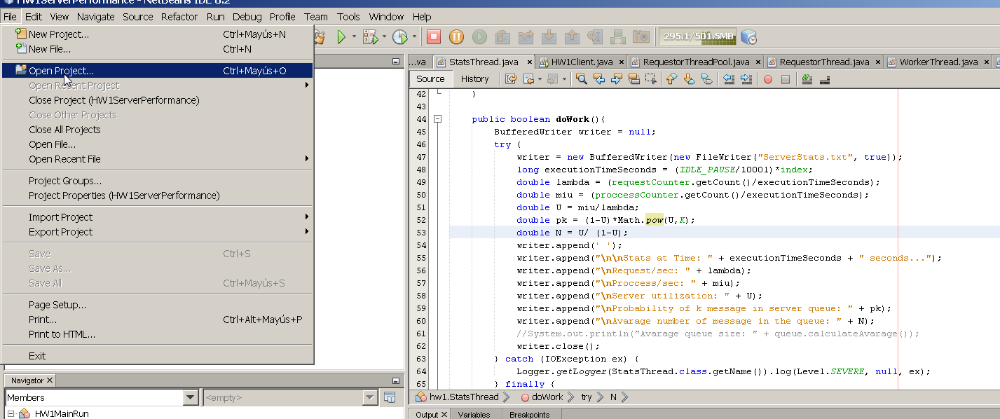 HW1ServerPerformance - NetBeans IDE 8.2
File Edit View Navigate Source Refactor Run Debug Profile Team Tools Window Help
New Project... Ctrl+Mayús+N
New File... Ctrl+N
Open Project... Ctrl+Mayús+O
Open Recent Project
Close Project (HW1ServerPerformance)
Close Other Projects
Close All Projects
Open File...
Open Recent File
Project Groups...
Project Properties (HW1ServerPerformance)
Import Project
Export Project
Save Ctrl+S
Save As...
Save All Ctrl+Mayús+S
Page Setup...
Print... Ctrl+Alt+Mayús+P
Print to HTML...
Exit
295.1/501.5MB
...va StatsThread.java HW1Client.java RequestorThreadPool.java RequestorThread.java WorkerThread.java
Source History
42 }
43
44 public boolean doWork(){
45 BufferedWriter writer = null;
46 try {
47 writer = new BufferedWriter(new FileWriter("ServerStats.txt", true));
48 long executionTimeSeconds = (IDLE_PAUSE/1000l)*index;
49 double lambda = (requestCounter.getCount()/executionTimeSeconds);
50 double miu = (proccessCounter.getCount()/executionTimeSeconds);
51 double U = miu/lambda;
52 double pk = (1-U)*Math.pow(U,K);
53 double N = U/ (1-U);
54 writer.append(' ');
55 writer.append("\n\nStats at Time: " + executionTimeSeconds + " seconds...");
56 writer.append("\nRequest/sec: " + lambda);
57 writer.append("\nProccess/sec: " + miu);
58 writer.append("\nServer utilization: " + U);
59 writer.append("\nProbability of k message in server queue: " + pk);
60 writer.append("\nAvarage number of message in the queue: " + N);
61 //System.out.println("Avarage queue size: " + queue.calculateAvarage());
62 writer.close();
63 } catch (IOException ex) {
64 Logger.getLogger(StatsThread.class.getName()).log(Level.SEVERE, null, ex);
65 } finally {
hw1.StatsThread doWork try N
Output Variables Breakpoints
Navigator
Members <empty>
HW1MainRun